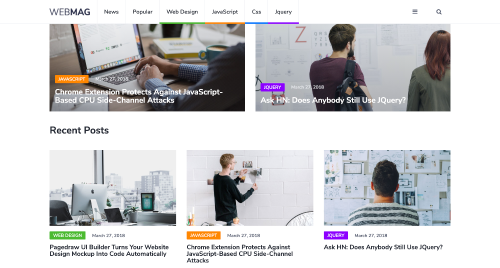 WEBMAG News Popular Web Design JavaScript Css Jquery
JAVASCRIPT March 27, 2018
Chrome Extension Protects Against JavaScript-
Based CPU Side-Channel Attacks
JQUERY March 27, 2018
Ask HN: Does Anybody Still Use JQuery?
Recent Posts
WEB DESIGN March 27, 2018
Pagedraw UI Builder Turns Your Website
Design Mockup Into Code Automatically
JAVASCRIPT March 27, 2018
Chrome Extension Protects Against
JavaScript-Based CPU Side-Channel
Attacks
JQUERY March 27, 2018
Ask HN: Does Anybody Still Use JQuery?